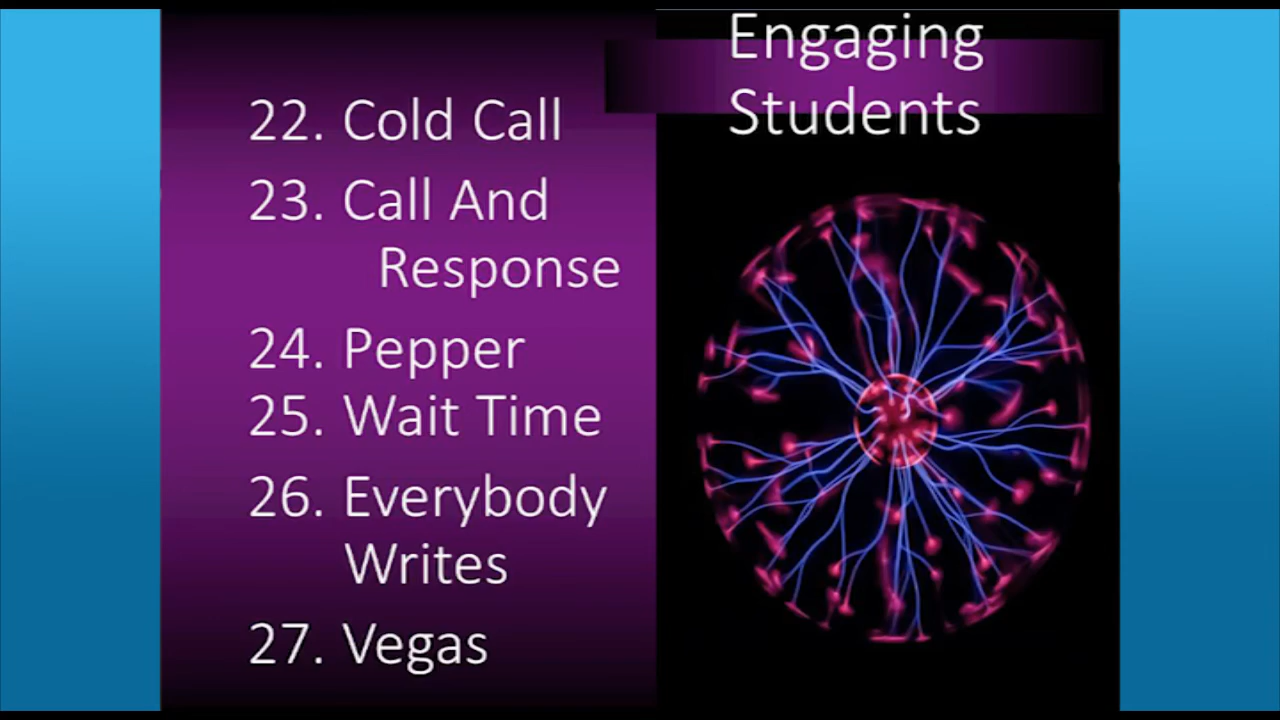 Engaging
Students
22. Cold Call
23. Call And
Response
24. Pepper
25. Wait Time
26. Everybody
Writes
27. Vegas